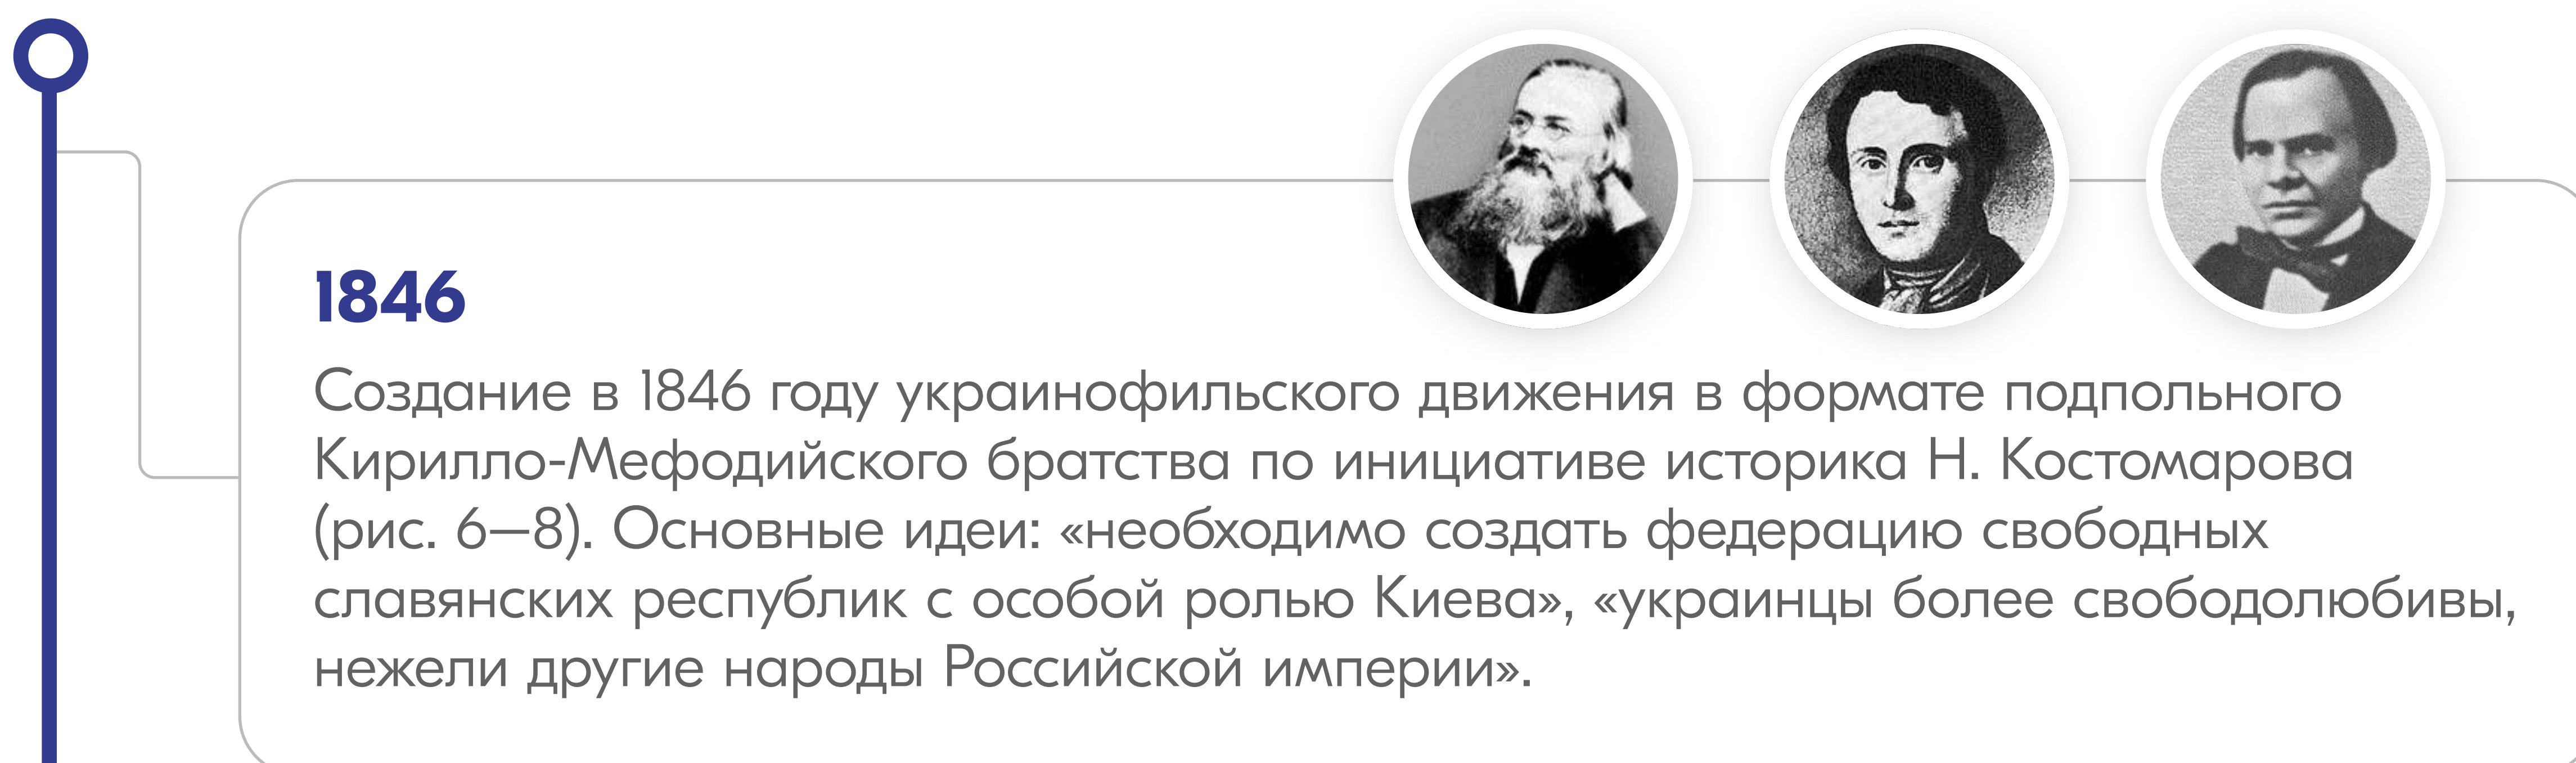 1846
Создание в 1846 году украинофильского движения в формате подпольного
Кирилло-Мефодийского братства по инициативе историка Н. Костомарова
(рис. 6—8). Основные идеи: «необходимо создать федерацию свободных
славянских республик с особой ролью Киева», «украинцы более свободолюбивы,
нежели другие народы Российской империи».